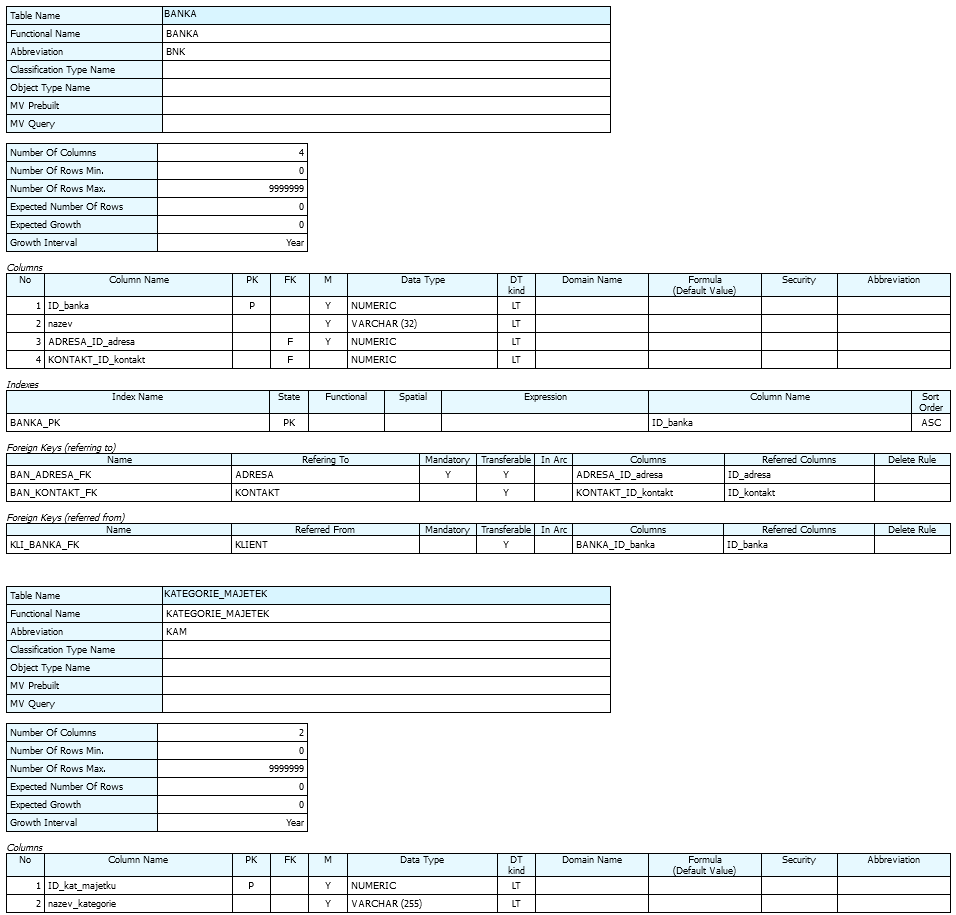 Table Name BANKA
Functional Name BANKA
Abbreviation BNK
Classification Type Name
Object Type Name
MV Prebuilt
MV Query
Number Of Columns 4
Number Of Rows Min. 0
Number Of Rows Max. 9999999
Expected Number Of Rows 0
Expected Growth 0
Growth Interval Year
Columns
No Column Name PK FK M Data Type DT kind Domain Name Formula (Default Value) Security Abbreviation
1 ID_banka P Y NUMERIC LT
2 nazev Y VARCHAR (32) LT
3 ADRESA_ID_adresa F Y NUMERIC LT
4 KONTAKT_ID_kontakt F NUMERIC LT
Indexes
Index Name State Functional Spatial Expression Column Name Sort Order
BANKA_PK PK ID_banka ASC
Foreign Keys (referring to)
Name Refering To Mandatory Transferable In Arc Columns Referred Columns Delete Rule
BAN_ADRESA_FK ADRESA Y Y ADRESA_ID_adresa ID_adresa
BAN_KONTAKT_FK KONTAKT Y KONTAKT_ID_kontakt ID_kontakt
Foreign Keys (referred from)
Name Referred From Mandatory Transferable In Arc Columns Referred Columns Delete Rule
KLI_BANKA_FK KLIENT Y BANKA_ID_banka ID_banka
Table Name KATEGORIE_MAJETEK
Functional Name KATEGORIE_MAJETEK
Abbreviation KAM
Classification Type Name
Object Type Name
MV Prebuilt
MV Query
Number Of Columns 2
Number Of Rows Min. 0
Number Of Rows Max. 9999999
Expected Number Of Rows 0
Expected Growth 0
Growth Interval Year
Columns
No Column Name PK FK M Data Type DT kind Domain Name Formula (Default Value) Security Abbreviation
1 ID_kat_majetku P Y NUMERIC LT
2 nazev_kategorie Y VARCHAR (255) LT